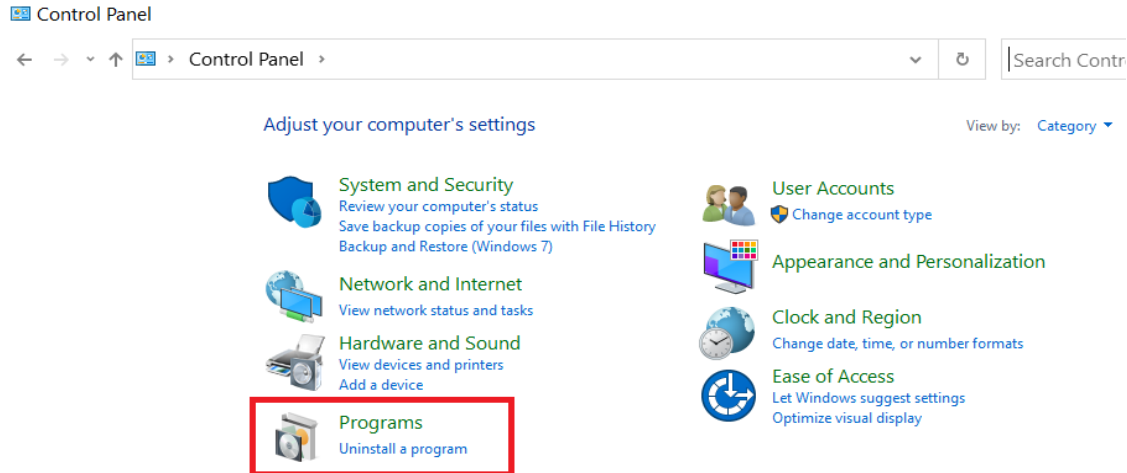 Control Panel
Control Panel
Search Contr
Adjust your computer's settings
View by: Category
System and Security
Review your computer's status
Save backup copies of your files with File History
Backup and Restore (Windows 7)
Network and Internet
View network status and tasks
Hardware and Sound
View devices and printers
Add a device
Programs
Uninstall a program
User Accounts
Change account type
Appearance and Personalization
Clock and Region
Change date, time, or number formats
Ease of Access
Let Windows suggest settings
Optimize visual display